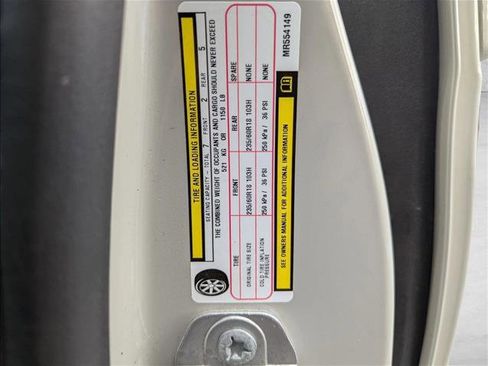 TIRE AND LOADING INFORMATION
SEATING CAPACITY – TOTAL 7 FRONT 2 REAR 5
THE COMBINED WEIGHT OF OCCUPANTS AND CARGO SHOULD NEVER EXCEED
521 KG OR 1150 LB
TIRE FRONT REAR SPARE
ORIGINAL TIRE SIZE 235/60R18 103H 235/60R18 103H NONE
COLD TIRE INFLATION PRESSURE 250 kPa / 36 PSI 250 kPa / 36 PSI NONE
SEE OWNERS MANUAL FOR ADDITIONAL INFORMATION
MR554149